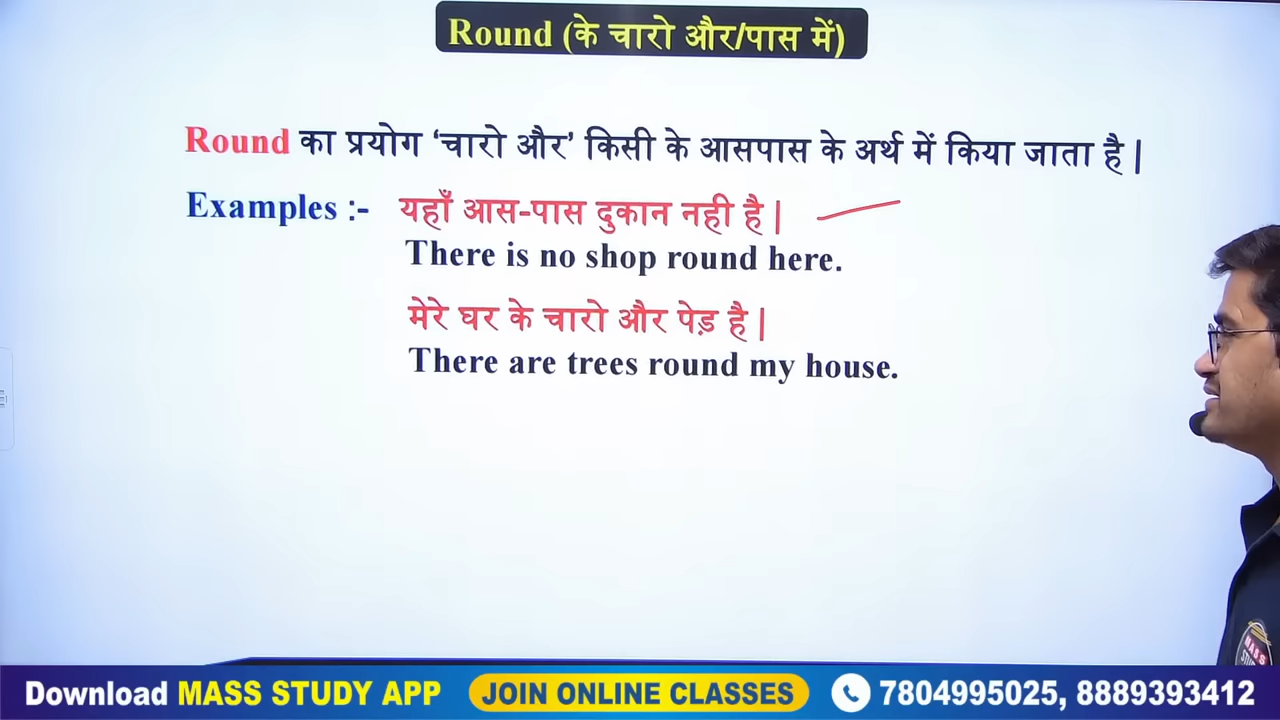 Round (के चारो और/पास में)
Round का प्रयोग ‘चारो और’ किसी के आसपास के अर्थ में किया जाता है |
Examples :- यहाँ आस-पास दुकान नही है |
There is no shop round here.
मेरे घर के चारो और पेड़ है |
There are trees round my house.
Download MASS STUDY APP JOIN ONLINE CLASSES 7804995025, 8889393412